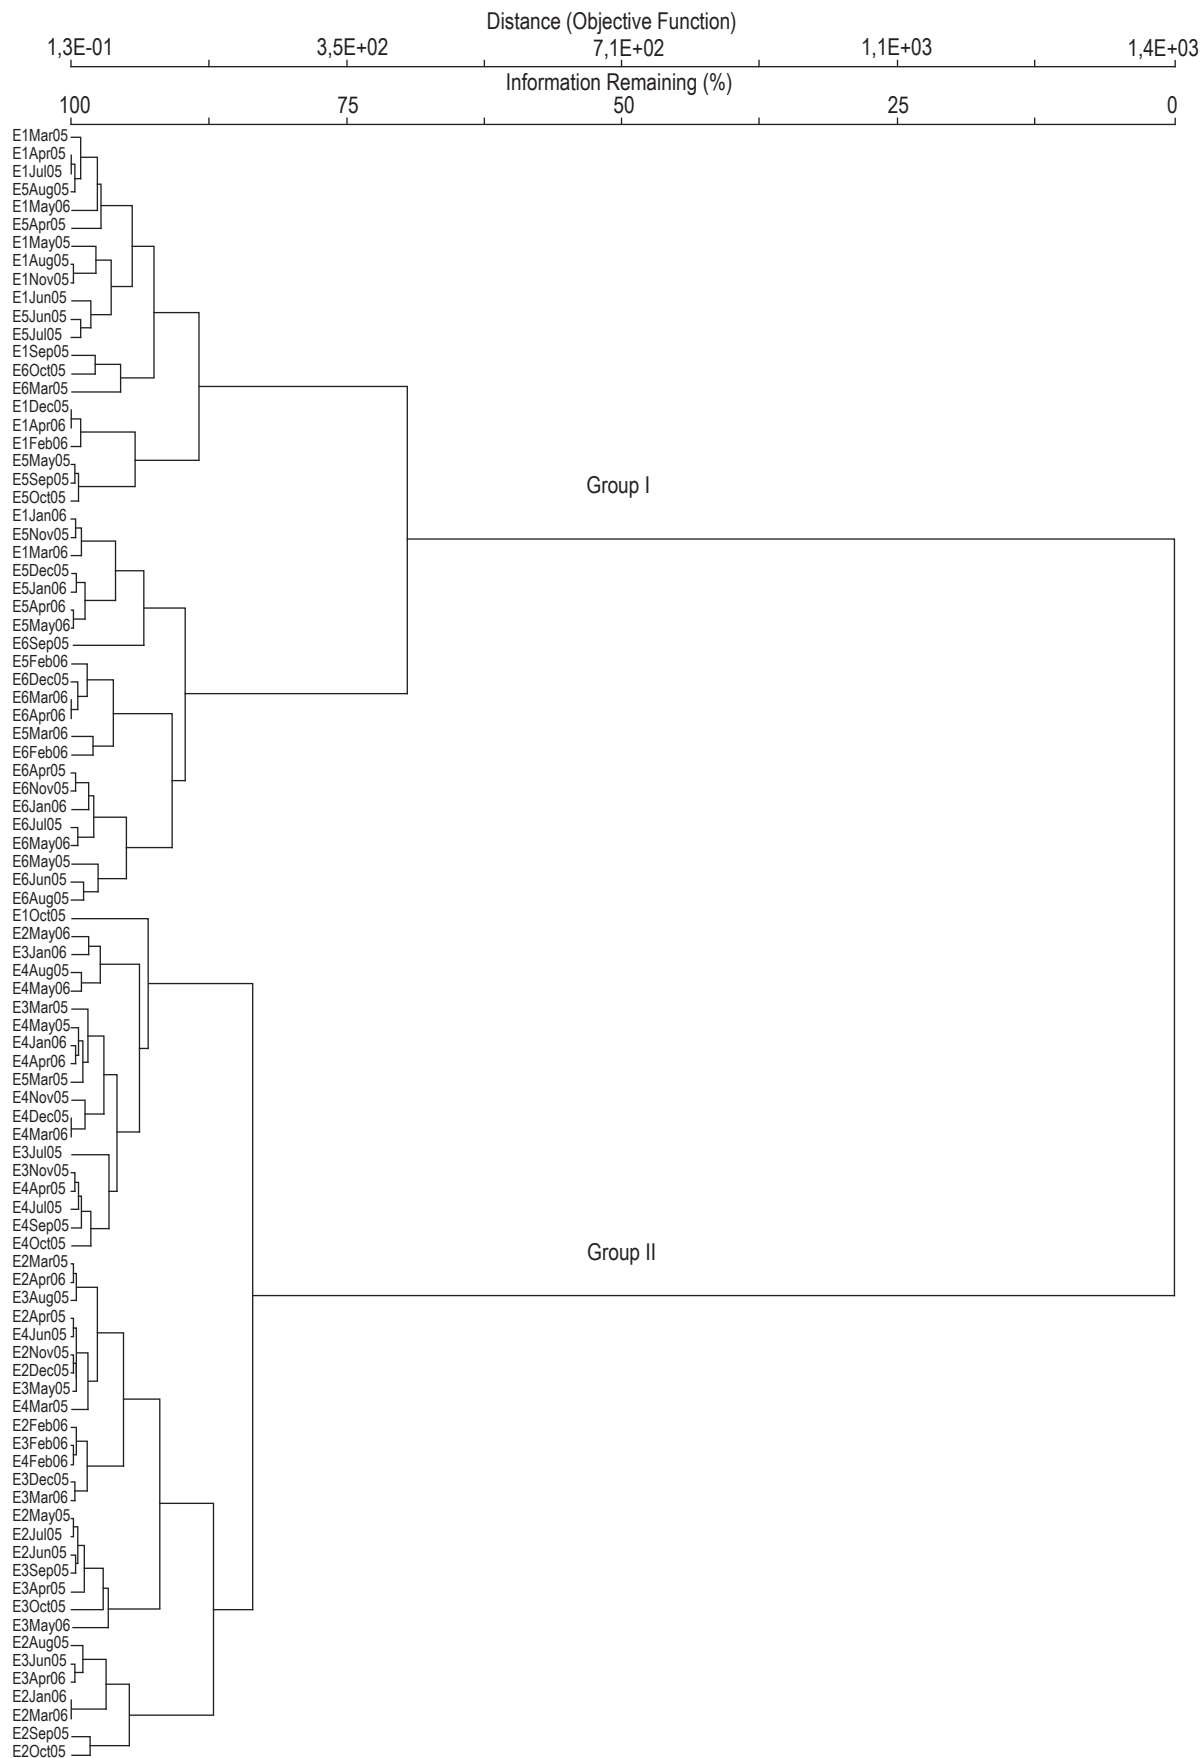 Distance (Objective Function)
1,3E-01 3,5E+02 7,1E+02 1,1E+03 1,4E+03
Information Remaining (%)
100 75 50 25 0
E1Mar05
E1Apr05
E1Jul05
E5Aug05
E1May06
E5Apr05
E1May05
E1Aug05
E1Nov05
E1Jun05
E5Jun05
E5Jul05
E1Sep05
E6Oct05
E6Mar05
E1Dec05
E1Apr06
E1Feb06
E5May05
E5Sep05
Group I
E5Oct05
E1Jan06
E5Nov05
E1Mar06
E5Dec05
E5Jan06
E5Apr06
E5May06
E6Sep05
E5Feb06
E6Dec05
E6Mar06
E6Apr06
E5Mar06
E6Feb06
E6Apr05
E6Nov05
E6Jan06
E6Jul05
E6May06
E6May05
E6Jun05
E6Aug05
E1Oct05
E2May06
E3Jan06
E4Aug05
E4May06
E3Mar05
E4May05
E4Jan06
E4Apr06
E5Mar05
E4Nov05
E4Dec05
E4Mar06
E3Jul05
E3Nov05
E4Apr05
E4Jul05
E4Sep05
E4Oct05
Group II
E2Mar05
E2Apr06
E3Aug05
E2Apr05
E4Jun05
E2Nov05
E2Dec05
E3May05
E4Mar05
E2Feb06
E3Feb06
E4Feb06
E3Dec05
E3Mar06
E2May05
E2Jul05
E2Jun05
E3Sep05
E3Apr05
E3Oct05
E3May06
E2Aug05
E3Jun05
E3Apr06
E2Jan06
E2Mar06
E2Sep05
E2Oct05